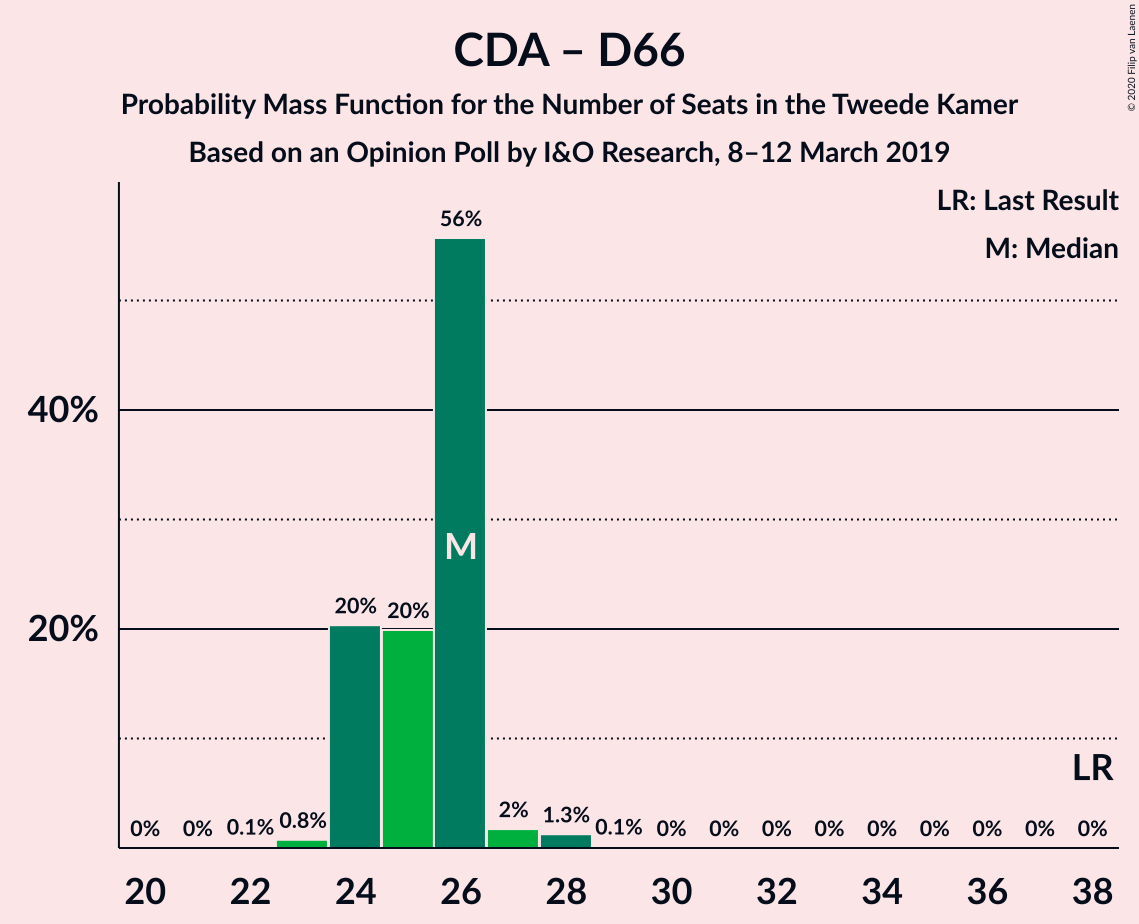 CDA – D66
Probability Mass Function for the Number of Seats in the Tweede Kamer
Based on an Opinion Poll by I&O Research, 8–12 March 2019
© 2020 Filip van Laenen
LR: Last Result
M: Median
56%
40%
M
20% 20%
20%
LR
0% 0% 0.1% 0.8% 2% 1.3% 0.1% 0% 0% 0% 0% 0% 0% 0% 0% 0%
20 22 24 26 28 30 32 34 36 38